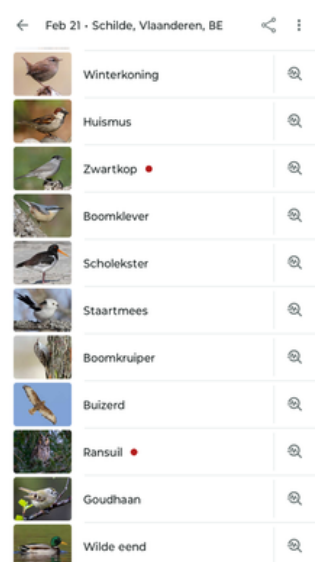 Feb 21 • Schilde, Vlaanderen, BE
Winterkoning
Huismus
Zwartkop
Boomklever
Scholekster
Staartmees
Boomkruiper
Buizerd
Ransuil
Goudhaan
Wilde eend